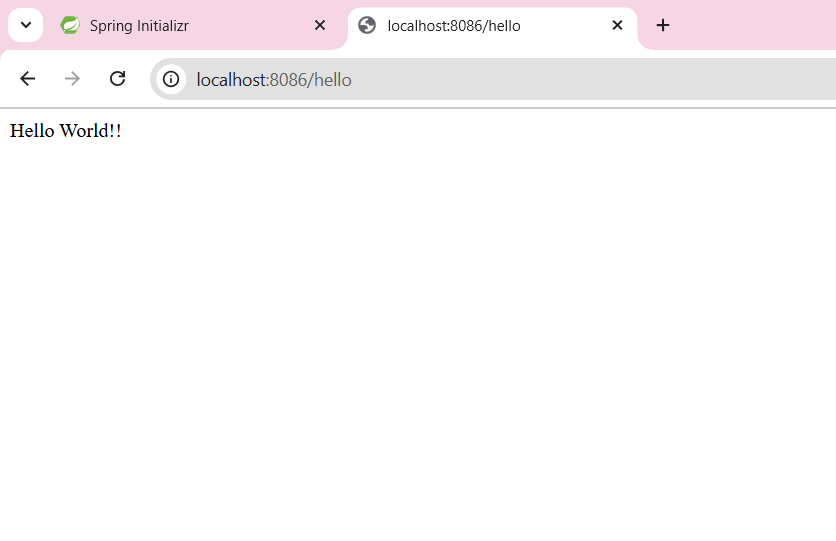 Spring Initializr
localhost:8086/hello
localhost:8086/hello
Hello World!!